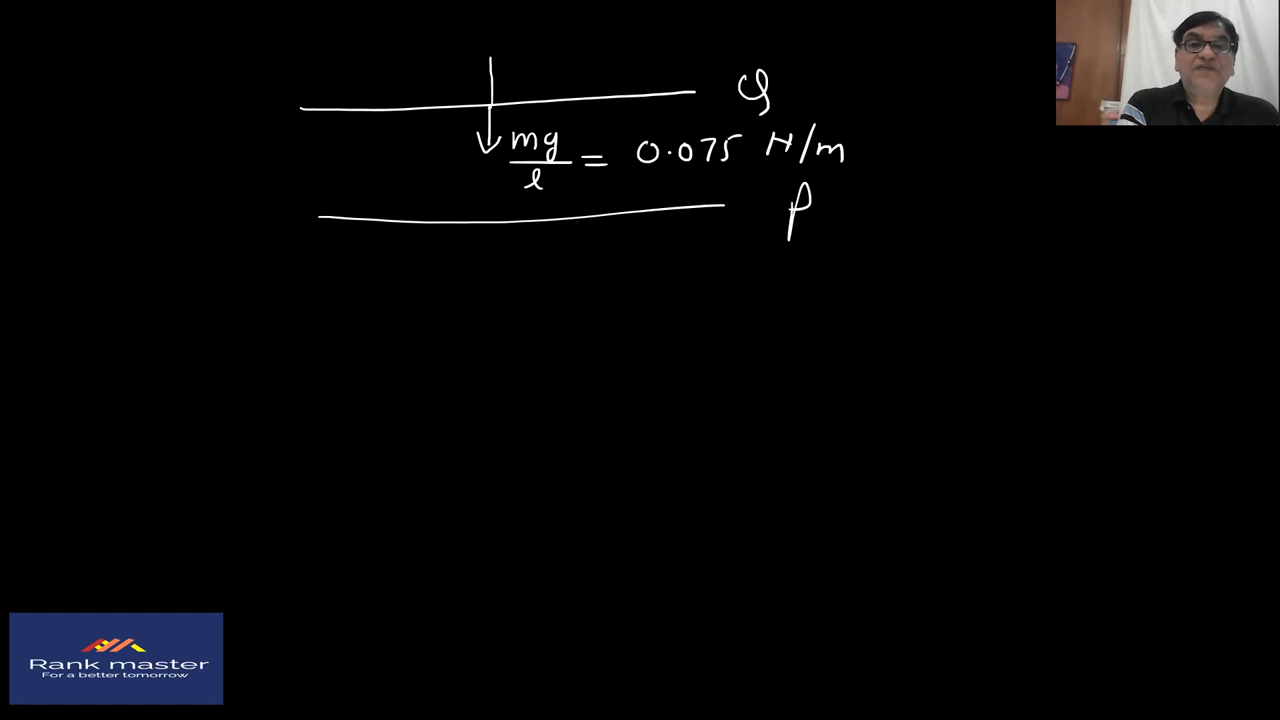 Q
mg/l = 0.075 N/m
P
Rank master
For a better tomorrow